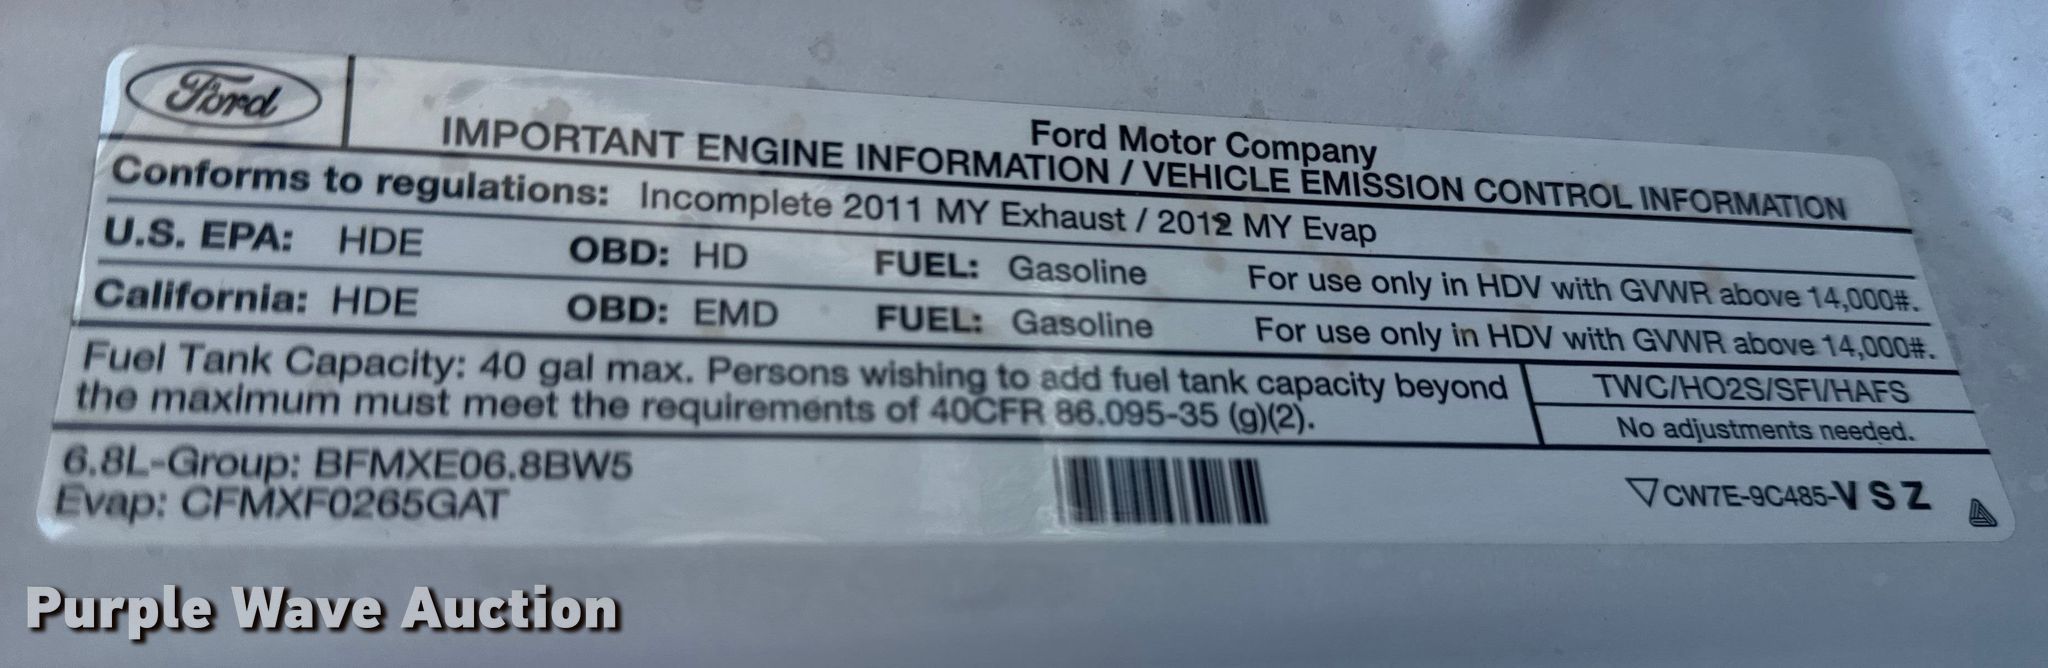 Ford
Ford Motor Company
IMPORTANT ENGINE INFORMATION / VEHICLE EMISSION CONTROL INFORMATION
Conforms to regulations: Incomplete 2011 MY Exhaust / 2012 MY Evap
U.S. EPA: HDE OBD: HD FUEL: Gasoline For use only in HDV with GVWR above 14,000#.
California: HDE OBD: EMD FUEL: Gasoline For use only in HDV with GVWR above 14,000#.
Fuel Tank Capacity: 40 gal max. Persons wishing to add fuel tank capacity beyond
the maximum must meet the requirements of 40CFR 86.095-35 (g)(2).
TWC/HO2S/SFI/HAFS
No adjustments needed.
6.8L-Group: BFMXE06.8BW5
Evap: CFMXF0265GAT
CW7E-9C485-V S Z
Purple Wave Auction